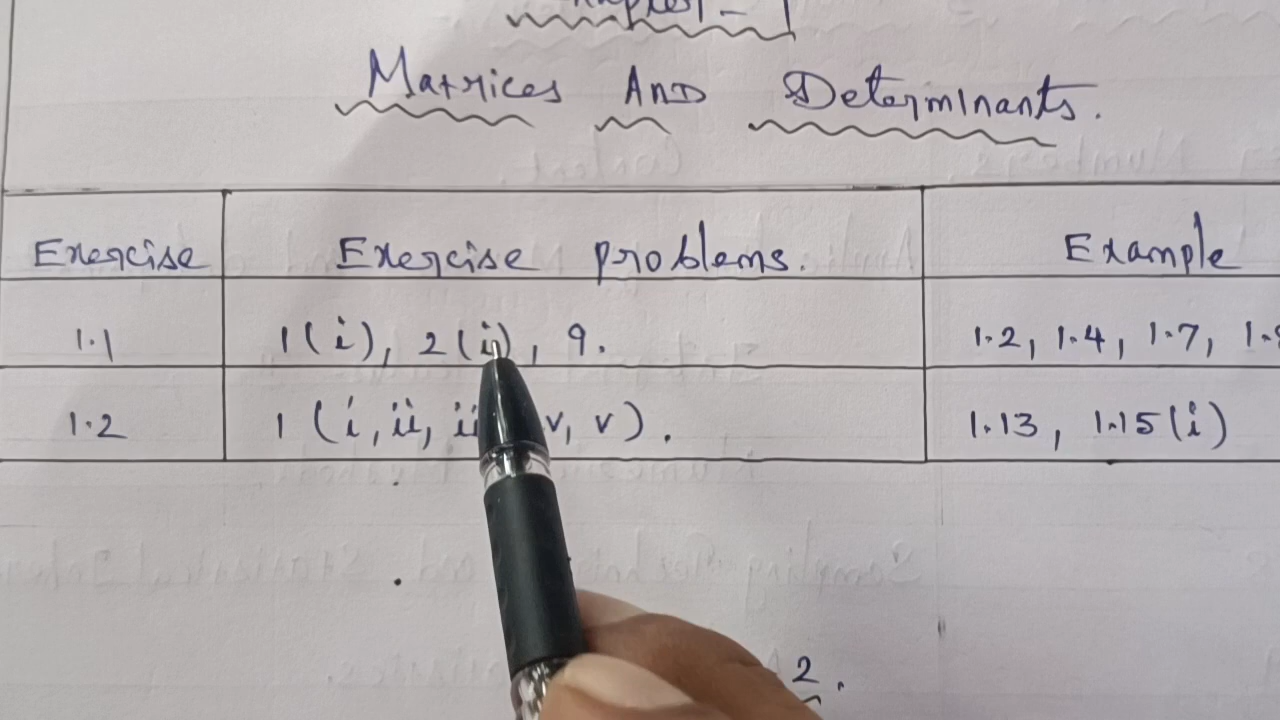 Matrices AND Determinants.
Exercise Exercise problems. Example
1.1 1(i), 2(i), 9. 1.2, 1.4, 1.7,
1.2 1 (i, ii, v, v). 1.13, 1.15(i)
2.